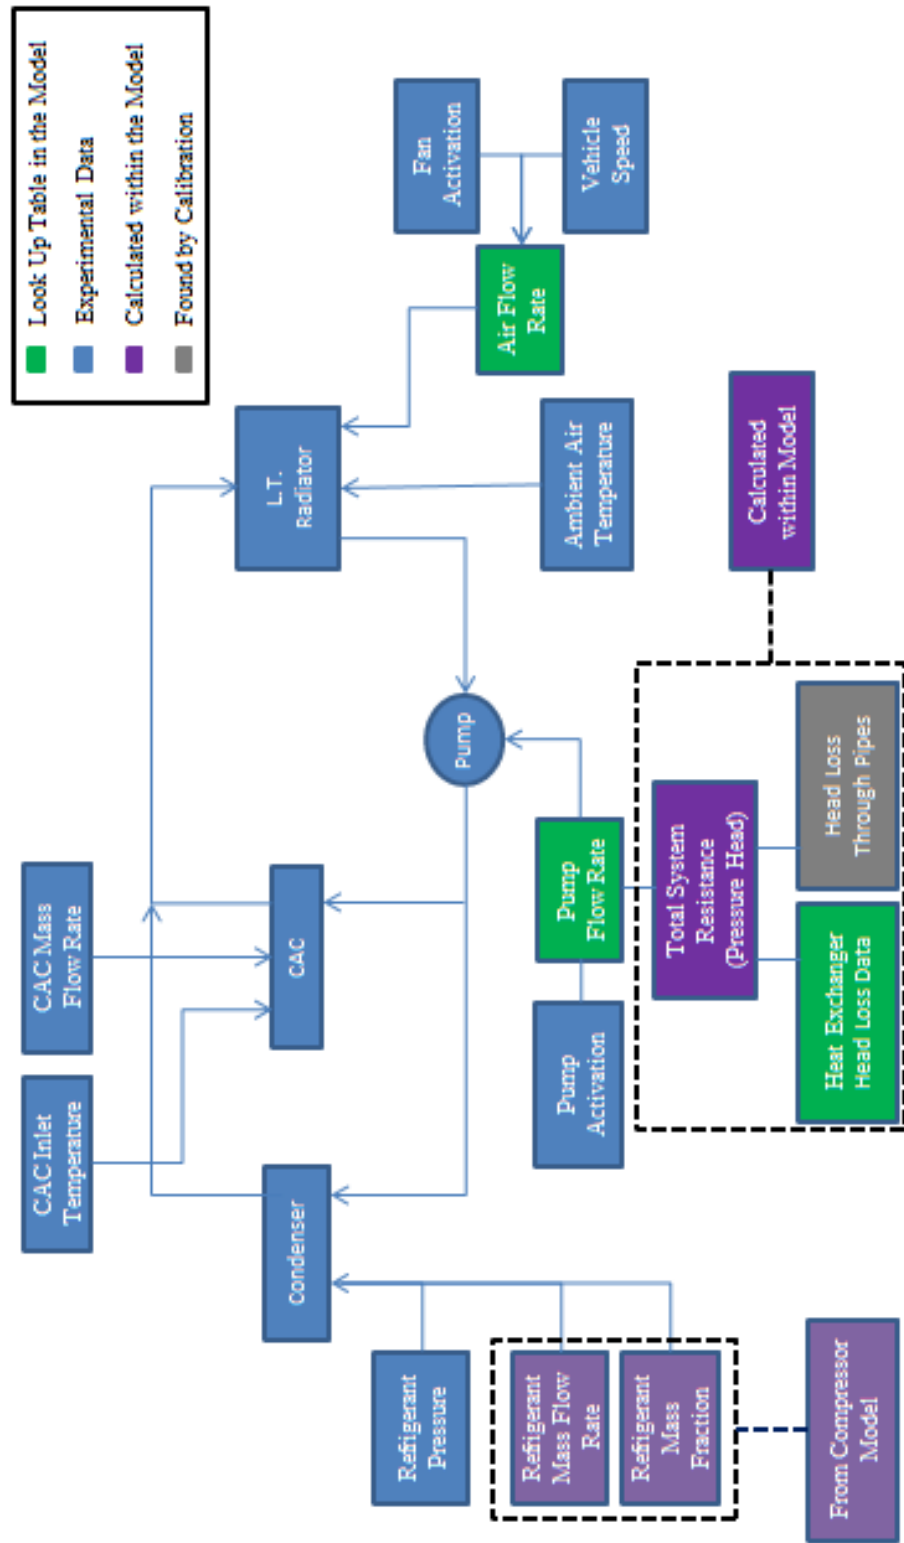 Look Up Table in the Model
Experimental Data
Calculated within the Model
Found by Calibration
CAC Inlet
Temperature
CAC Mass
Flow Rate
Condenser
CAC
L.T.
Radiator
Refrigerant
Pressure
Pump
Air Flow
Rate
Fan
Activation
Refrigerant
Mass Flow
Rate
Refrigerant
Mass
Fraction
Pump
Activation
Pump
Flow Rate
Ambient Air
Temperature
Vehicle
Speed
Total System
Resistance
(Pressure Head)
Calculated
within Model
From Compressor
Model
Heat Exchanger
Head Loss Data
Head Loss
Through Pipes